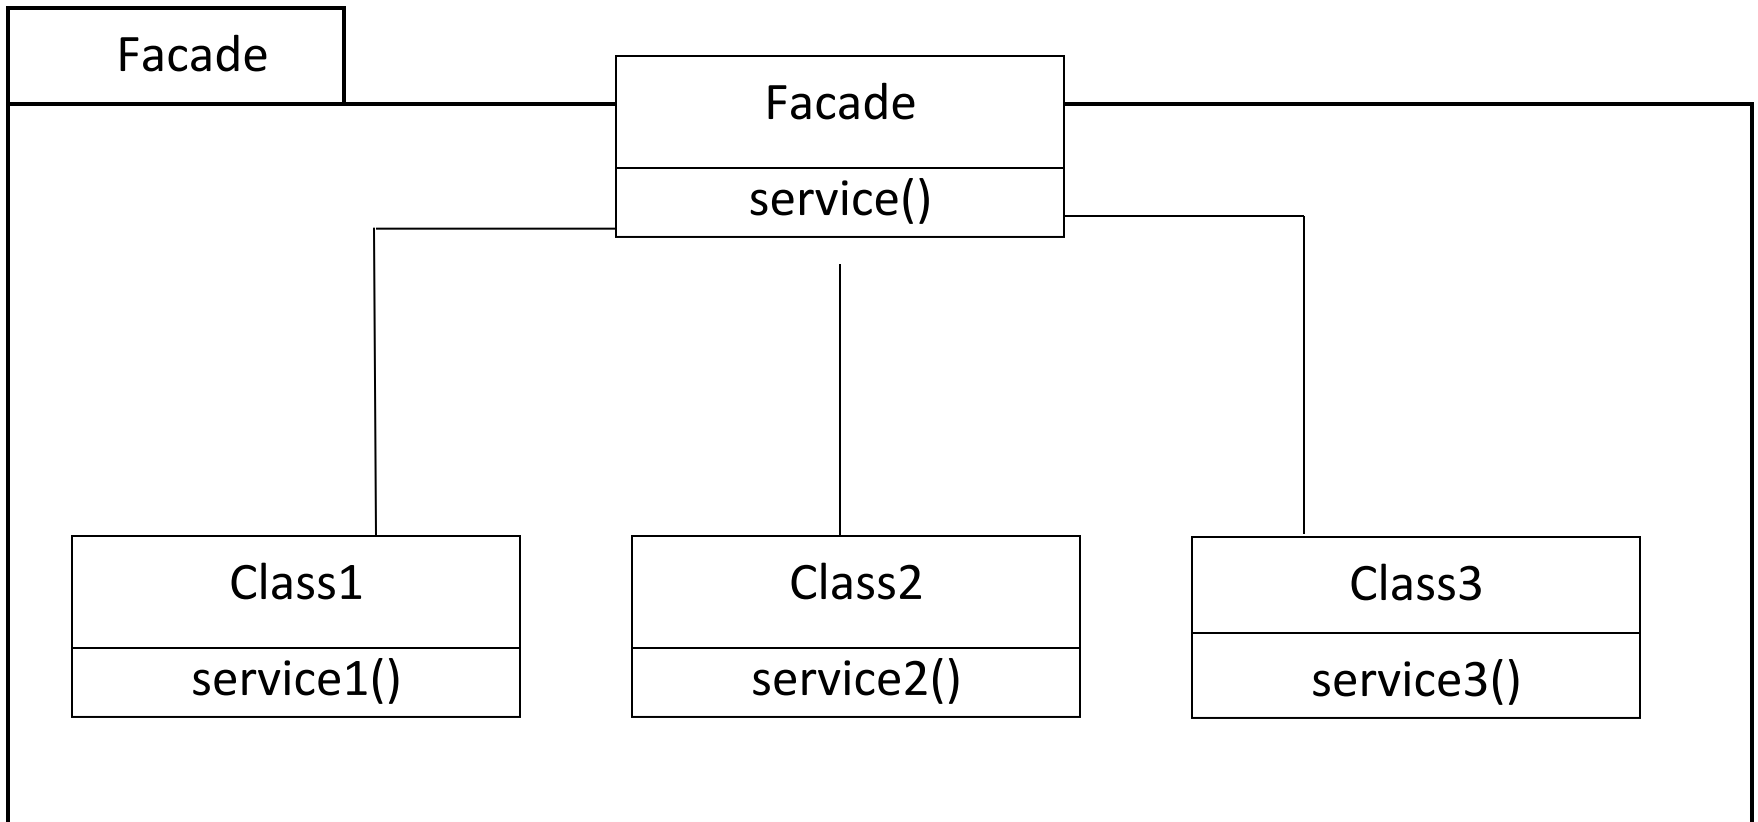 Facade
Facade
service()
Class1
Class2
Class3
service1()
service2()
service3()